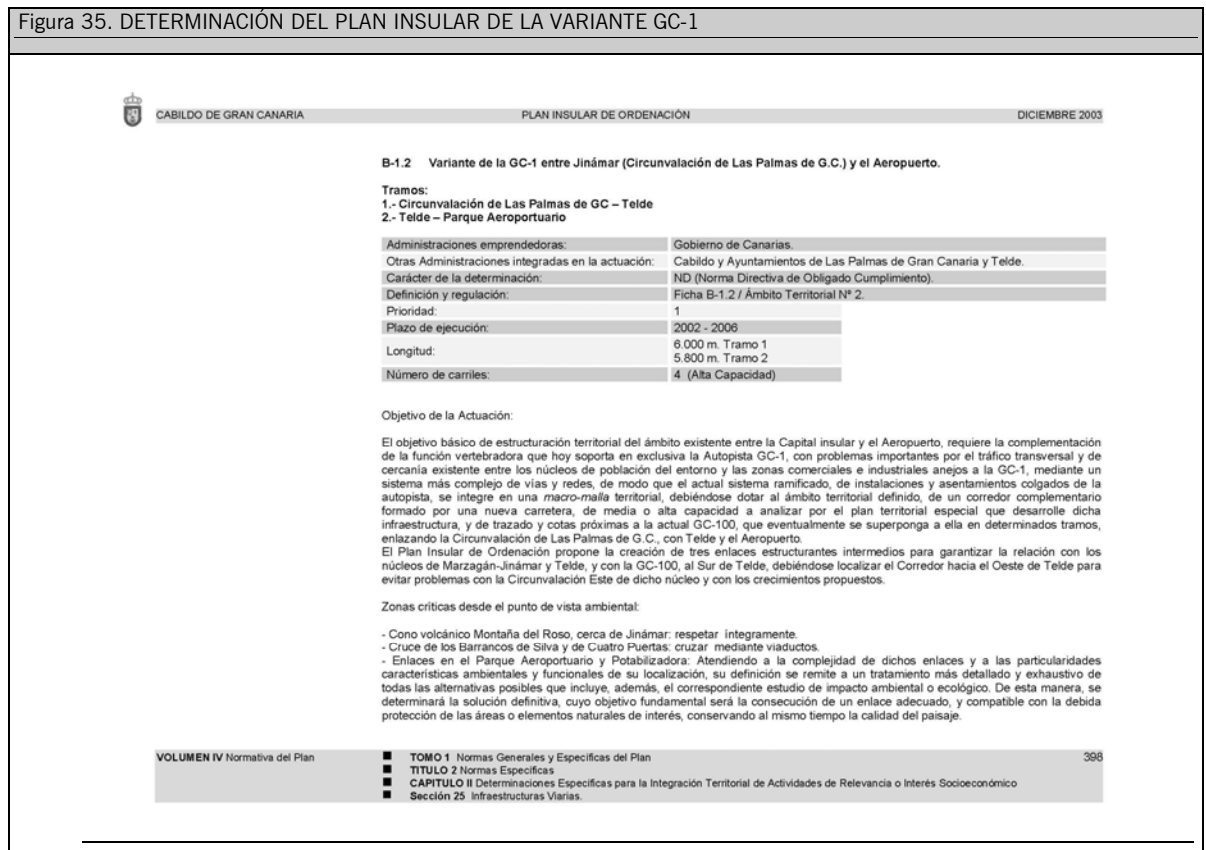 Figura 35. DETERMINACIÓN DEL PLAN INSULAR DE LA VARIANTE GC-1
CABILDO DE GRAN CANARIA PLAN INSULAR DE ORDENACIÓN DICIEMBRE 2003
B-1.2 Variante de la GC-1 entre Jinámar (Circunvalación de Las Palmas de G.C.) y el Aeropuerto.
Tramos:
1.- Circunvalación de Las Palmas de GC – Telde
2.- Telde – Parque Aeroportuario
Administraciones emprendedoras: Gobierno de Canarias.
Otras Administraciones integradas en la actuación: Cabildo y Ayuntamientos de Las Palmas de Gran Canaria y Telde.
Carácter de la determinación: ND (Norma Directiva de Obligado Cumplimiento).
Definición y regulación: Ficha B-1.2 / Ámbito Territorial Nº 2.
Prioridad: 1
Plazo de ejecución: 2002 - 2006
Longitud: 6.000 m. Tramo 1
5.800 m. Tramo 2
Número de carriles: 4 (Alta Capacidad)
Objetivo de la Actuación:
El objetivo básico de estructuración territorial del ámbito existente entre la Capital insular y el Aeropuerto, requiere la complementación
de la función vertebradora que hoy soporta en exclusiva la Autopista GC-1, con problemas importantes por el tráfico transversal y de
cercanía existente entre los núcleos de población del entorno y las zonas comerciales e industriales anejos a la GC-1, mediante un
sistema más complejo de vías y redes, de modo que el actual sistema ramificado, de instalaciones y asentamientos colgados de la
autopista, se integre en una macro-malla territorial, debiéndose dotar al ámbito territorial definido, de un corredor complementario
formado por una nueva carretera, de media o alta capacidad a analizar por el plan territorial especial que desarrolle dicha
infraestructura, y de trazado y cotas próximas a la actual GC-100, que eventualmente se superponga a ella en determinados tramos,
enlazando la Circunvalación de Las Palmas de G.C., con Telde y el Aeropuerto.
El Plan Insular de Ordenación propone la creación de tres enlaces estructurantes intermedios para garantizar la relación con los
núcleos de Marzagán-Jinámar y Telde, y con la GC-100, al Sur de Telde, debiéndose localizar el Corredor hacia el Oeste de Telde para
evitar problemas con la Circunvalación Este de dicho núcleo y con los crecimientos propuestos.
Zonas críticas desde el punto de vista ambiental:
- Cono volcánico Montaña del Roso, cerca de Jinámar: respetar íntegramente.
- Cruce de los Barrancos de Silva y de Cuatro Puertas: cruzar mediante viaductos.
- Enlaces en el Parque Aeroportuario y Potabilizadora: Atendiendo a la complejidad de dichos enlaces y a las particularidades
características ambientales y funcionales de su localización, su definición se remite a un tratamiento más detallado y exhaustivo de
todas las alternativas posibles que incluye, además, el correspondiente estudio de impacto ambiental o ecológico. De esta manera, se
determinará la solución definitiva, cuyo objetivo fundamental será la consecución de un enlace adecuado, y compatible con la debida
protección de las áreas o elementos naturales de interés, conservando al mismo tiempo la calidad del paisaje.
VOLUMEN IV Normativa del Plan ■ TOMO 1 Normas Generales y Específicas del Plan 398
■ TITULO 2 Normas Específicas
■ CAPITULO II Determinaciones Específicas para la Integración Territorial de Actividades de Relevancia o Interés Socioeconómico
■ Sección 25 Infraestructuras Viarias.